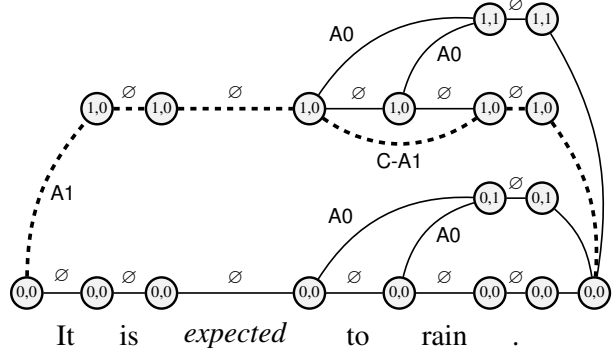 A0 1,1 ∅ 1,1
A0
1,0 ∅ 1,0 ∅ 1,0 ∅ 1,0 ∅ 1,0 ∅ 1,0
C-A1
A1 A0 0,1 ∅ 0,1
A0
0,0 ∅ 0,0 ∅ 0,0 ∅ 0,0 ∅ 0,0 ∅ 0,0 ∅ 0,0 0,0
It is expected to rain .